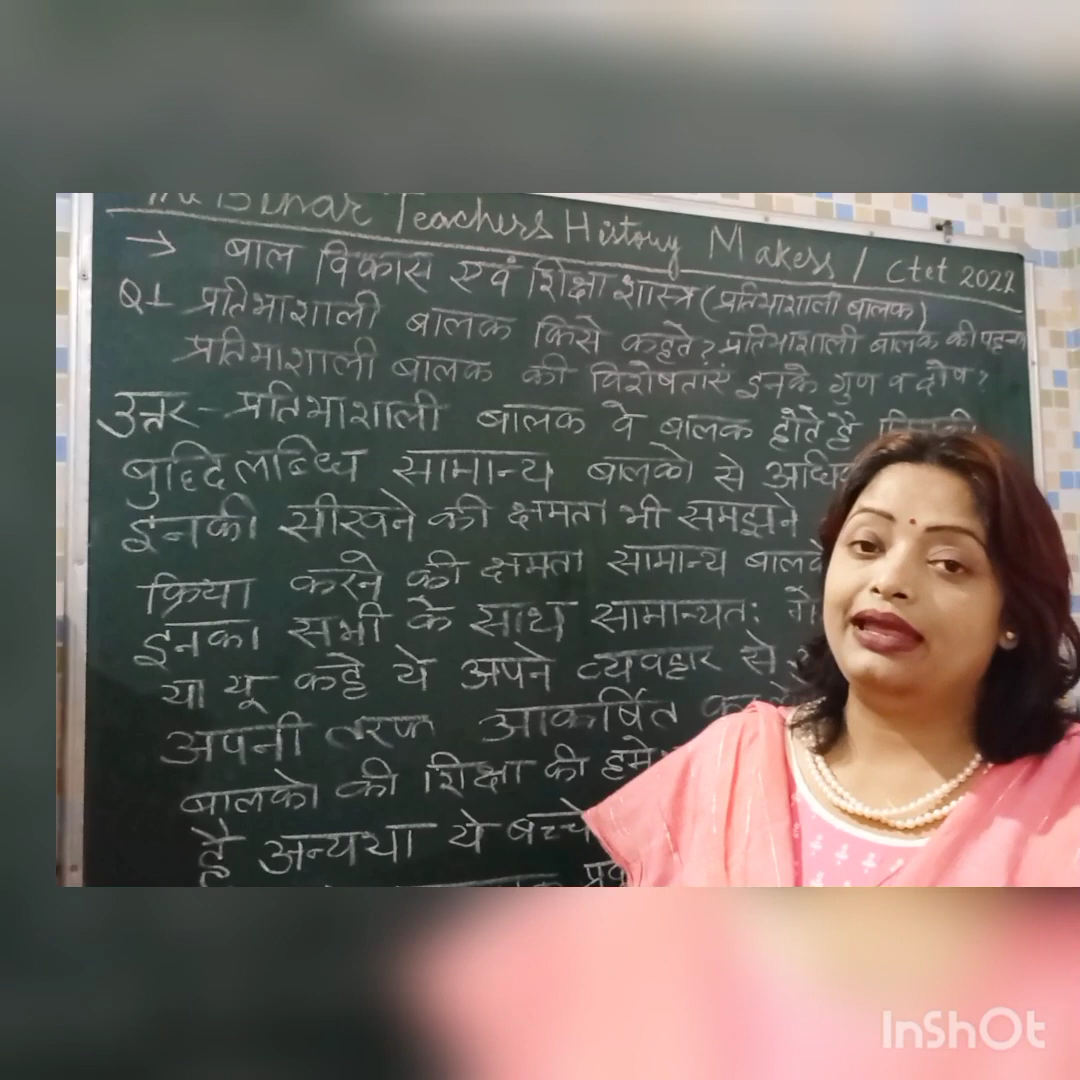 Bihar Teachers History Makers / Ctet 2022
→ बाल विकास एवं शिक्षा शास्त्र (प्रतिभाशाली बालक)
Q1 प्रतिभाशाली बालक किसे कहते? प्रतिभाशाली बालक की
प्रतिभाशाली बालक की विशेषताएं इनके गुण व दोष?
उत्तर - प्रतिभाशाली बालक वे बालक होते है
बुद्दिलब्धि सामान्य बालको से
इनकी सीखने की क्षमता भी समझने
क्रिया करने की क्षमता सामान्य
इनका सभी के साथ सामान्यतः
या यू कहे ये अपने व्यवहार से
अपनी तरफ आकर्षित
बालको की शिक्षा की
है अन्यथा ये बच्चे
InShOt